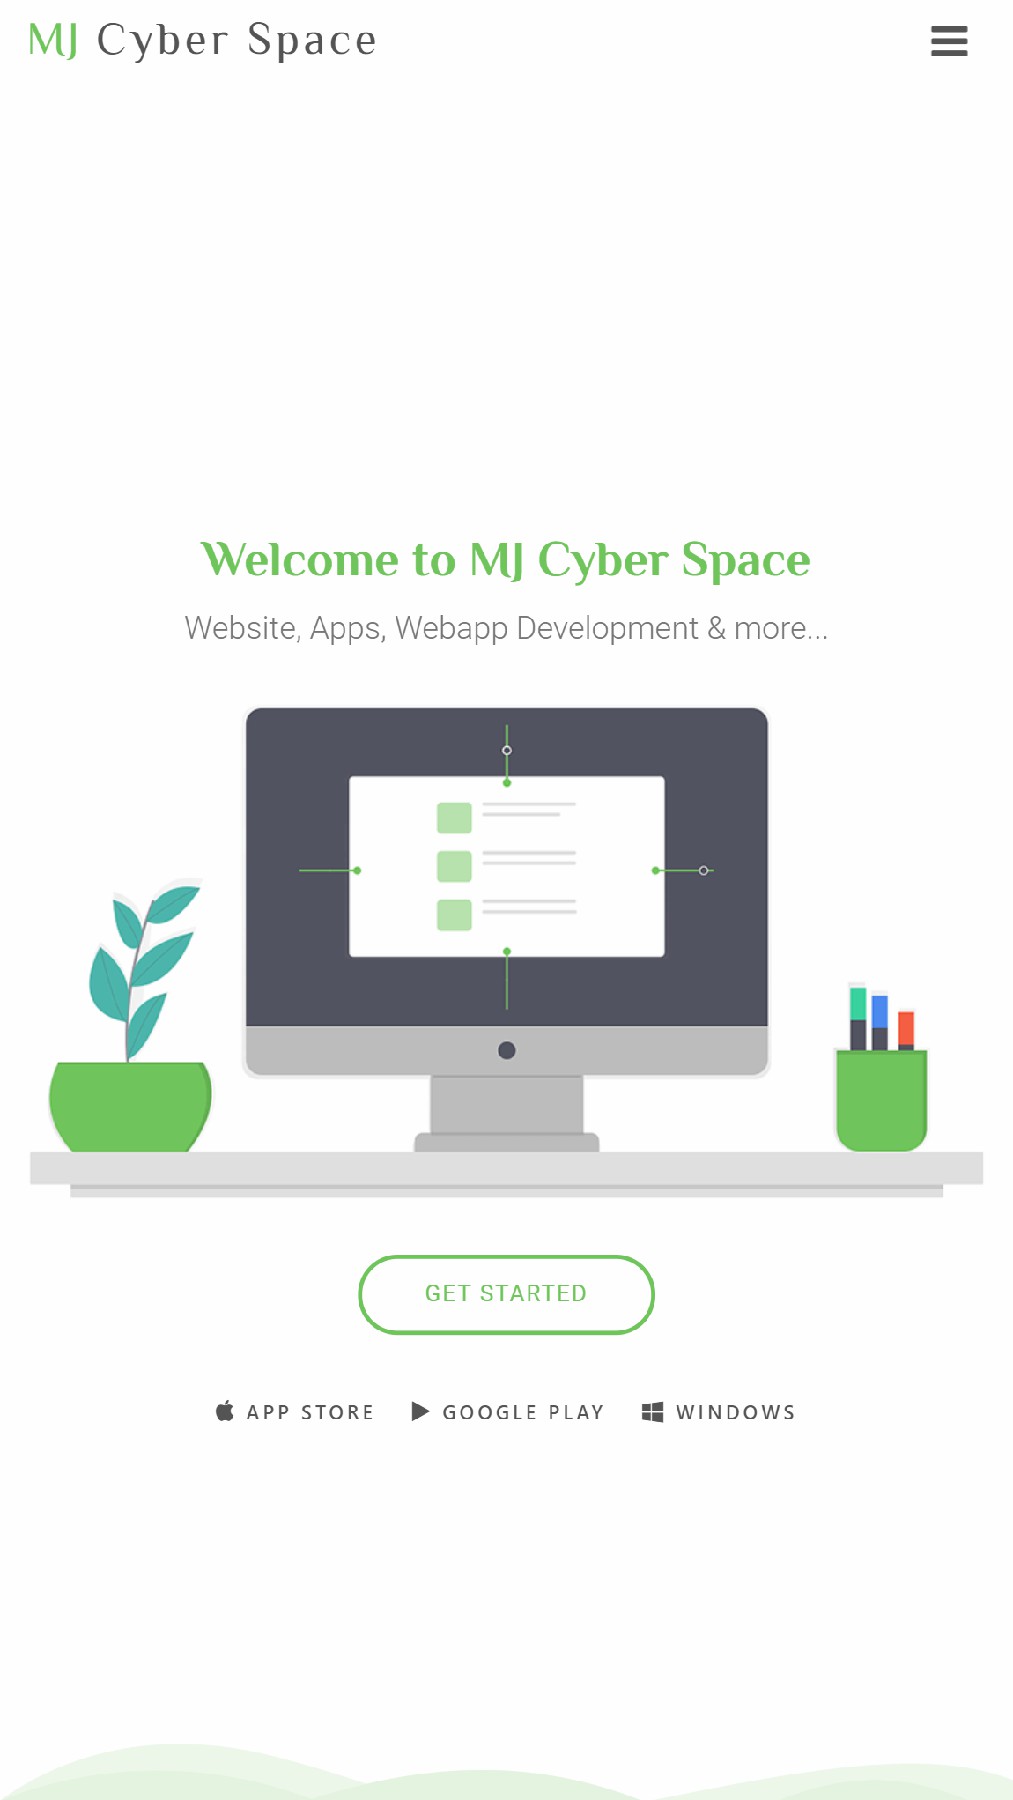 MJ Cyber Space
Welcome to MJ Cyber Space
Website, Apps, Webapp Development & more...
GET STARTED
APP STORE GOOGLE PLAY WINDOWS